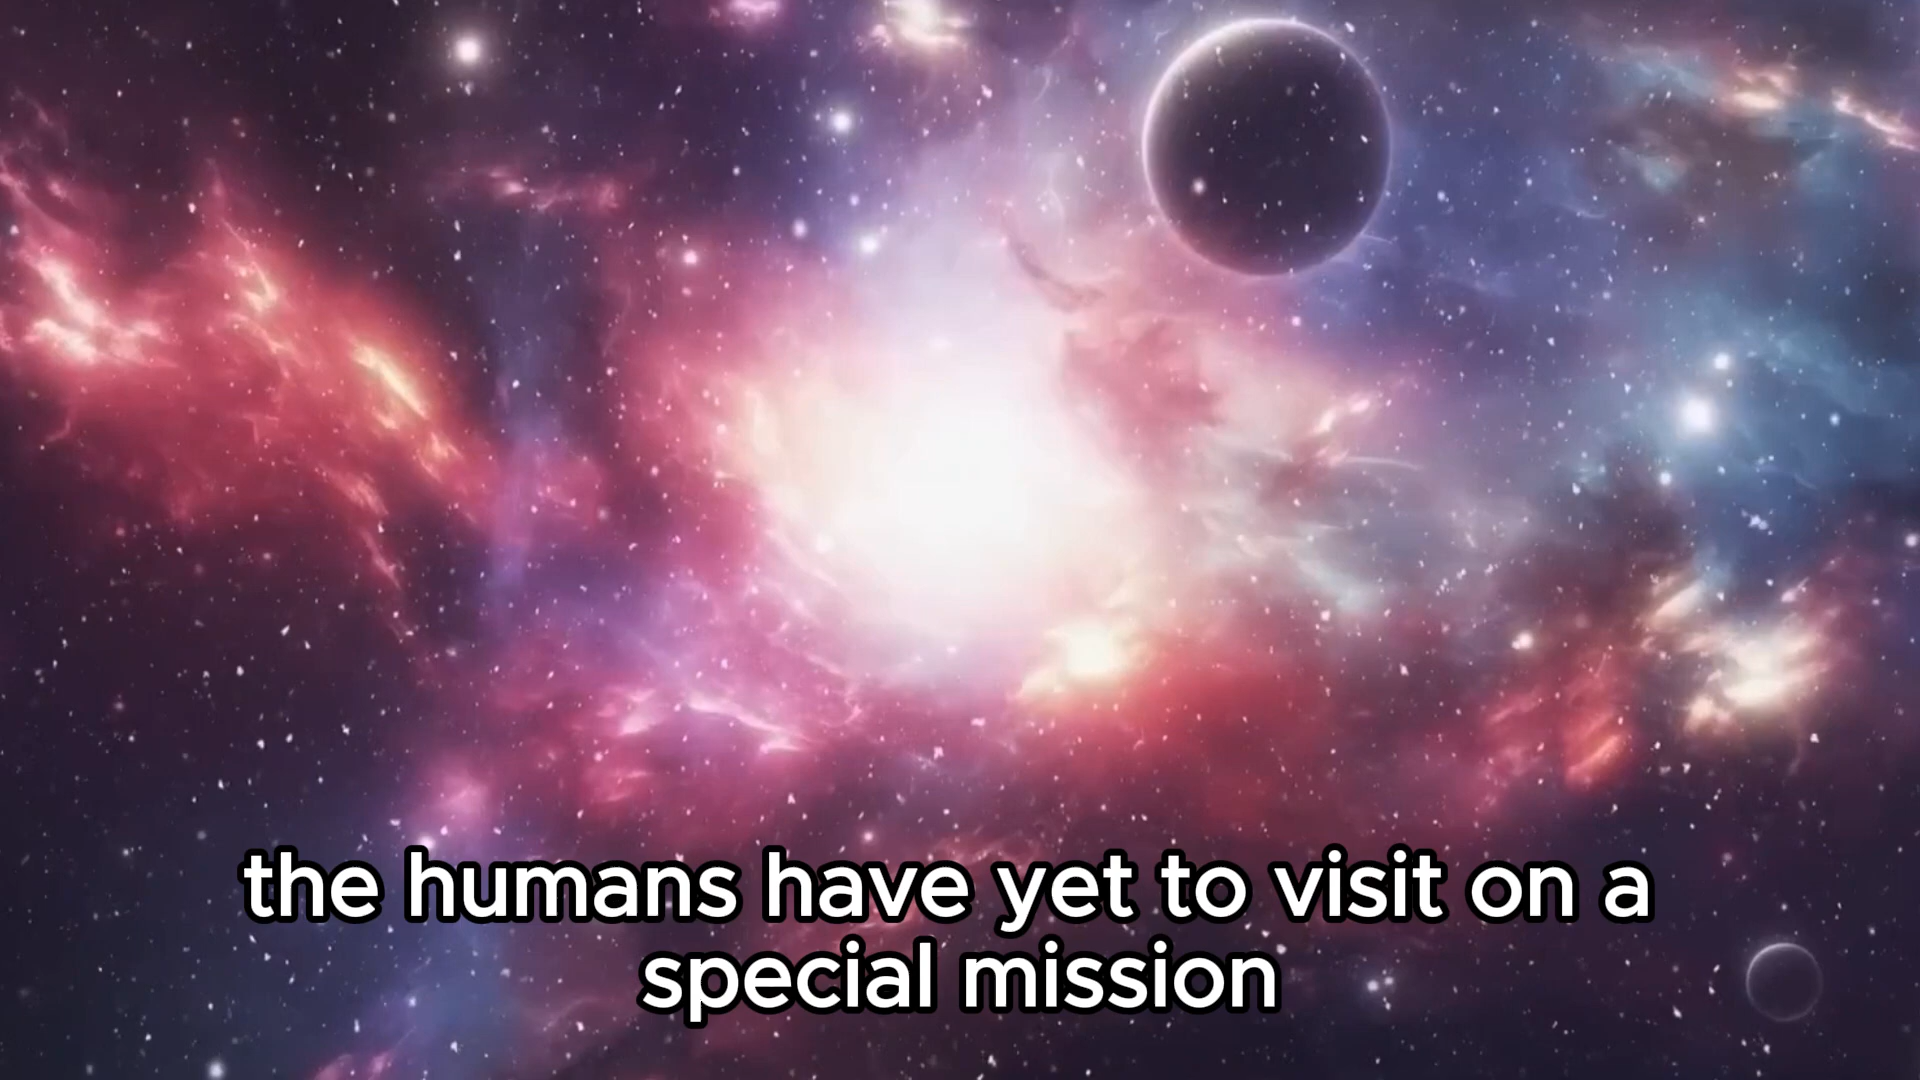 the humans have yet to visit on a
special mission